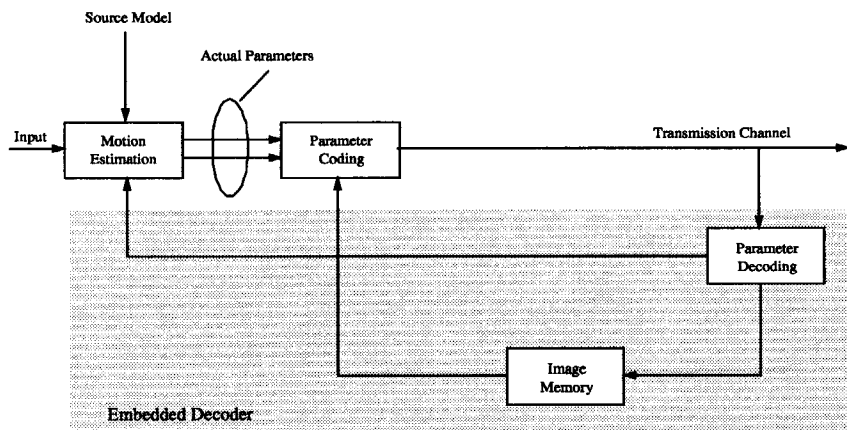 Source Model
Actual Parameters
Input
Motion
Estimation
Parameter
Coding
Transmission Channel
Parameter
Decoding
Image
Memory
Embedded Decoder